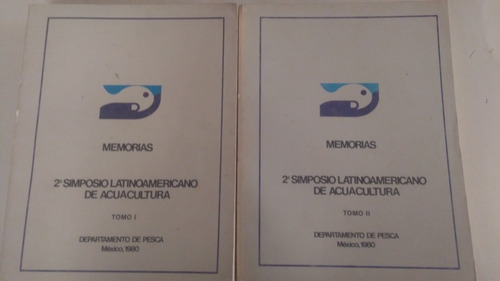 MEMORIAS
2º SIMPOSIO LATINOAMERICANO
DE ACUACULTURA
TOMO I
DEPARTAMENTO DE PESCA
México, 1980
MEMORIAS
2º SIMPOSIO LATINOAMERICANO
DE ACUACULTURA
TOMO II
DEPARTAMENTO DE PESCA
México, 1980